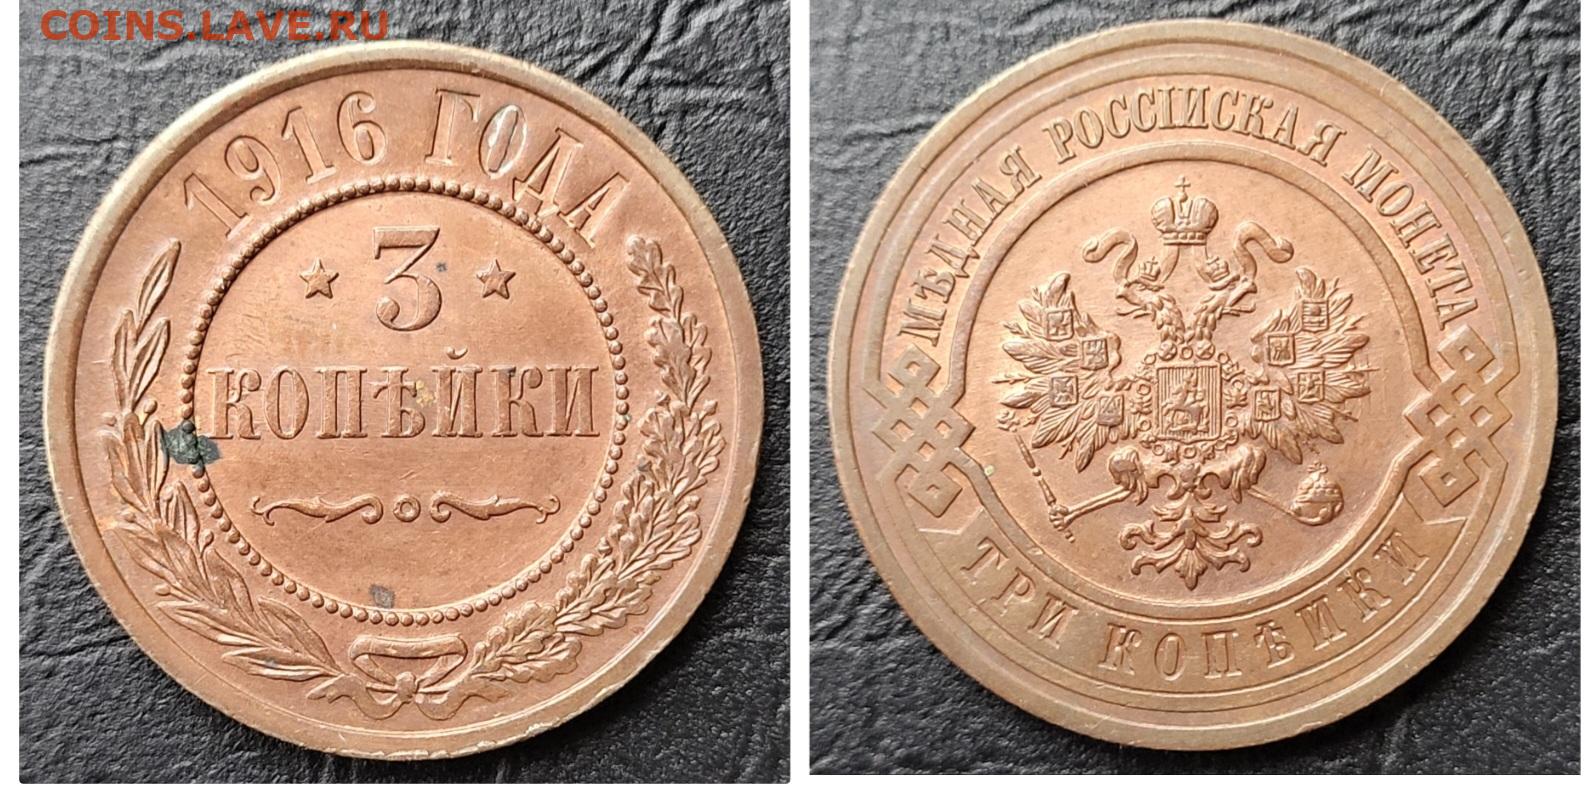 COINS.LAVE.RU
1916 ГОДА
3
КОПѢЙКИ
МѢДНАЯ РОССІЙСКАЯ МОНЕТА
ТРИ КОПѢЙКИ